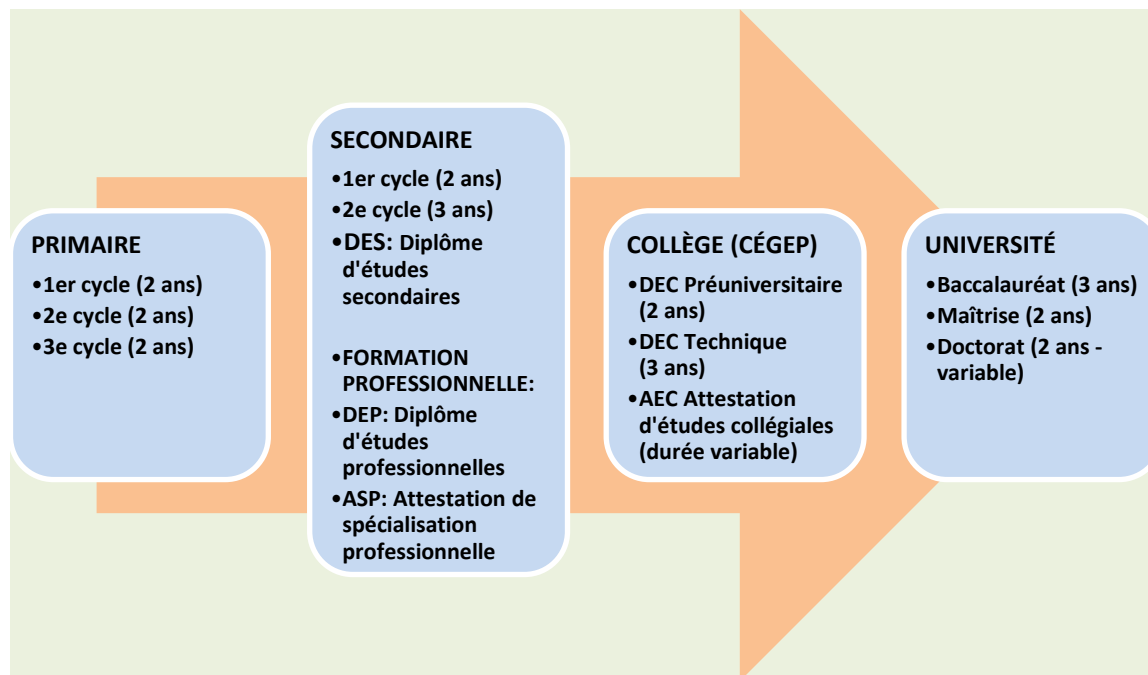 PRIMAIRE
•1er cycle (2 ans)
•2e cycle (2 ans)
•3e cycle (2 ans)
SECONDAIRE
•1er cycle (2 ans)
•2e cycle (3 ans)
•DES: Diplôme
d'études
secondaires
•FORMATION
PROFESSIONNELLE:
•DEP: Diplôme
d'études
professionnelles
•ASP: Attestation de
spécialisation
professionnelle
COLLÈGE (CÉGEP)
•DEC Préuniversitaire
(2 ans)
•DEC Technique
(3 ans)
•AEC Attestation
d'études collégiales
(durée variable)
UNIVERSITÉ
•Baccalauréat (3 ans)
•Maîtrise (2 ans)
•Doctorat (2 ans -
variable)